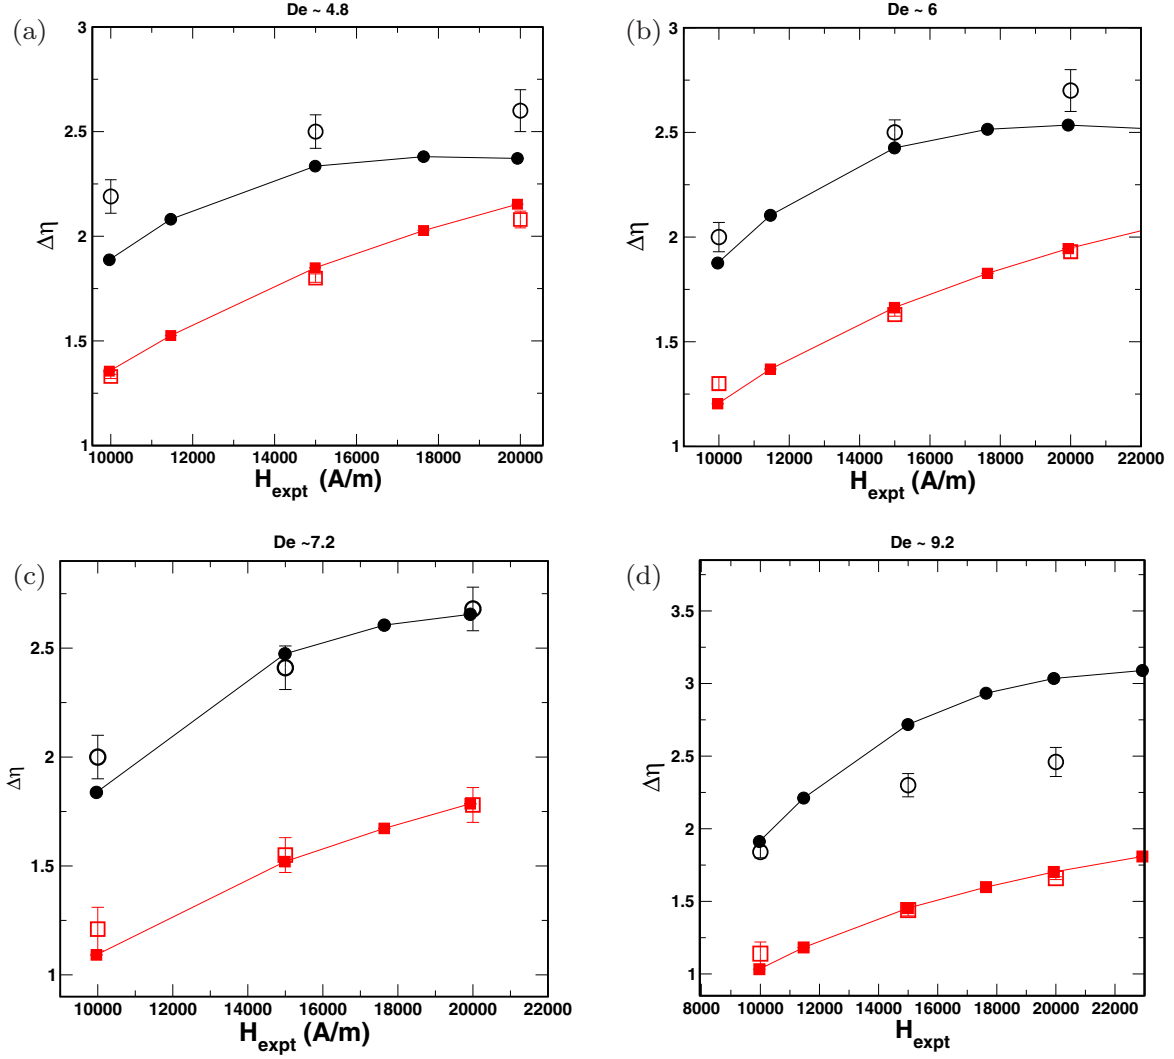 De ~ 4.8
(a)
3
2.5
2
1.5
1
Δη
10000 12000 14000 16000 18000 20000
H_expt (A/m)
De ~ 6
(b)
3
2.5
2
1.5
1
Δη
10000 12000 14000 16000 18000 20000 22000
H_expt (A/m)
De ~7.2
(c)
2.5
2
1.5
1
Δη
10000 12000 14000 16000 18000 20000 22000
H_expt (A/m)
De ~ 9.2
(d)
3.5
3
2.5
2
1.5
1
Δη
8000 10000 12000 14000 16000 18000 20000 22000
H_expt